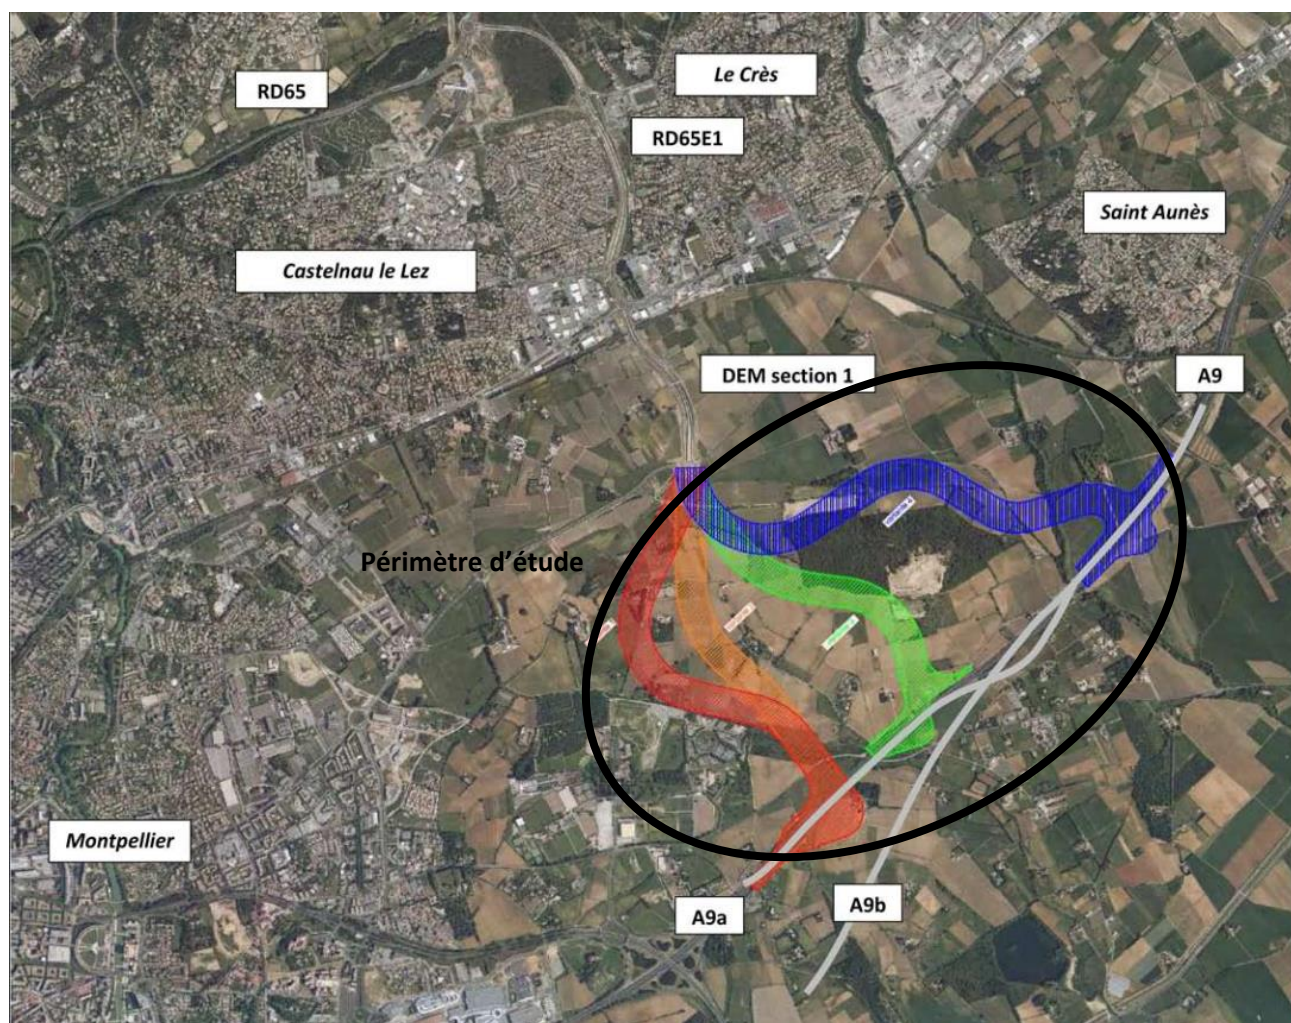 RD65
Le Crès
RD65E1
Saint Aunès
Castelnau le Lez
DEM section 1
A9
Périmètre d'étude
Montpellier
A9a
A9b